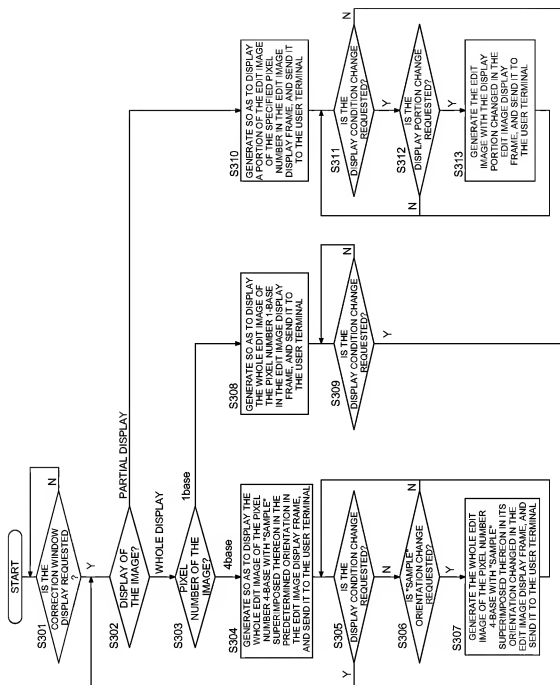 START
S301
IS THE
CORRECTION WINDOW
DISPLAY REQUESTED
?
N
Y
S302
DISPLAY OF
THE IMAGE?
PARTIAL DISPLAY
WHOLE DISPLAY
S303
PIXEL
NUMBER OF THE
IMAGE?
1base
4base
S304
GENERATE SO AS TO DISPLAY THE
WHOLE EDIT IMAGE OF THE PIXEL
NUMBER 4-BASE WITH "SAMPLE"
SUPERIMPOSED THEREON IN THE
PREDETERMINED ORIENTATION IN
THE EDIT IMAGE DISPLAY FRAME,
AND SEND IT TO THE USER TERMINAL
S305
IS THE
DISPLAY CONDITION CHANGE
REQUESTED?
Y
N
S306
IS "SAMPLE"
ORIENTATION CHANGE
REQUESTED?
N
Y
S307
GENERATE THE WHOLE EDIT
IMAGE OF THE PIXEL NUMBER
4-BASE WITH "SAMPLE"
SUPERIMPOSED THEREON IN ITS
ORIENTATION CHANGED IN THE
EDIT IMAGE DISPLAY FRAME, AND
SEND IT TO THE USER TERMINAL
S308
GENERATE SO AS TO DISPLAY
THE WHOLE EDIT IMAGE OF
THE PIXEL NUMBER 1-BASE
IN THE EDIT IMAGE DISPLAY
FRAME, AND SEND IT TO
THE USER TERMINAL
S309
IS THE
DISPLAY CONDITION CHANGE
REQUESTED?
N
Y
S310
GENERATE SO AS TO DISPLAY
A PORTION OF THE EDIT IMAGE
OF THE SPECIFIED PIXEL
NUMBER IN THE EDIT IMAGE
DISPLAY FRAME, AND SEND IT
TO THE USER TERMINAL
S311
IS THE
DISPLAY CONDITION CHANGE
REQUESTED?
N
Y
S312
IS THE
DISPLAY PORTION CHANGE
REQUESTED?
N
Y
S313
GENERATE THE EDIT
IMAGE WITH THE DISPLAY
PORTION CHANGED IN THE
EDIT IMAGE DISPLAY
FRAME, AND SEND IT TO
THE USER TERMINAL